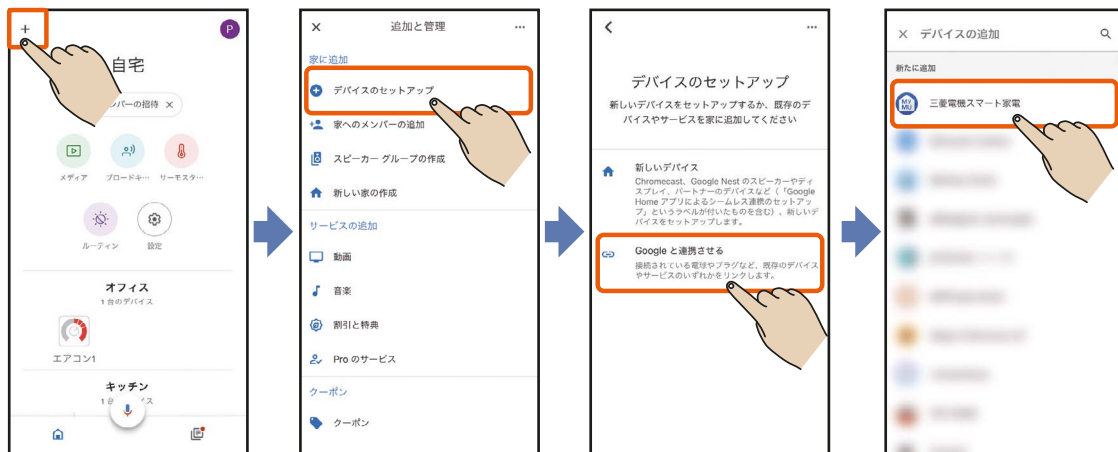 +
P
自宅
バーの招待 ×
メディア
ブロードキ…
サーモスタ…
ルーティン
設定
オフィス
1 台のデバイス
エアコン1
キッチン
×
追加と管理
…
家に追加
デバイスのセットアップ
家へのメンバーの追加
スピーカー グループの作成
新しい家の作成
サービスの追加
動画
音楽
割引と特典
Pro のサービス
クーポン
クーポン
<
…
デバイスのセットアップ
新しいデバイスをセットアップするか、既存のデ
バイスやサービスを家に追加してください
新しいデバイス
Chromecast、Google Nest のスピーカーやディ
スプレイ、パートナーのデバイスなど（「Google
Home アプリによるシームレス連携のセットアッ
プ」というラベルが付いたものを含む）、新しいデ
バイスをセットアップします。
Google と連携させる
接続されている電球やプラグなど、既存のデバイス
やサービスのいずれかをリンクします。
× デバイスの追加
新たに追加
MY
MU
三菱電機スマート家電